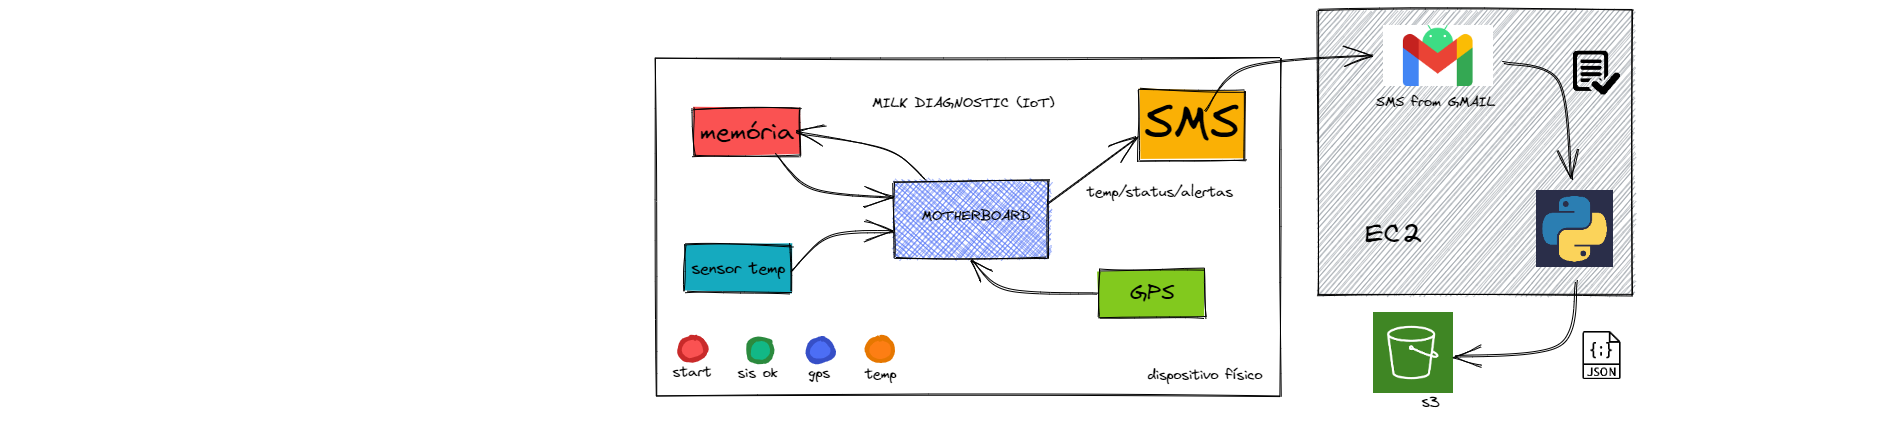 MILK DIAGNOSTIC (IoT)
memória
SMS
SMS from GMAIL
temp/status/alertas
MOTHERBOARD
EC2
sensor temp
GPS
start
sis ok
gps
temp
dispositivo físico
{;}
JSON
s3